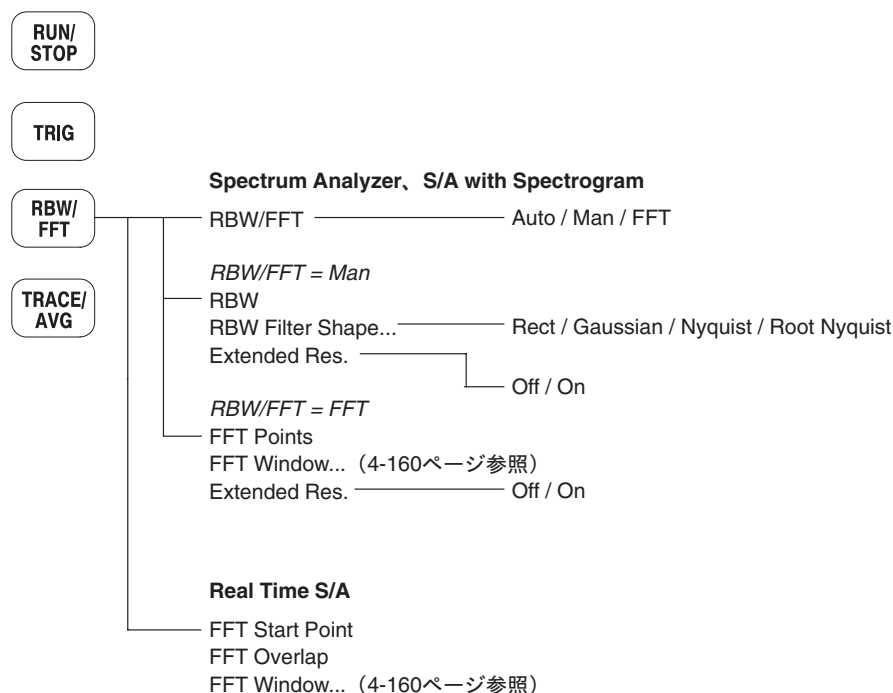 RUN/
STOP
TRIG
RBW/
FFT
TRACE/
AVG
Spectrum Analyzer、S/A with Spectrogram
RBW/FFT Auto / Man / FFT
RBW/FFT = Man
RBW
RBW Filter Shape... Rect / Gaussian / Nyquist / Root Nyquist
Extended Res.
Off / On
RBW/FFT = FFT
FFT Points
FFT Window...（4-160ページ参照）
Extended Res. Off / On
Real Time S/A
FFT Start Point
FFT Overlap
FFT Window...（4-160ページ参照）